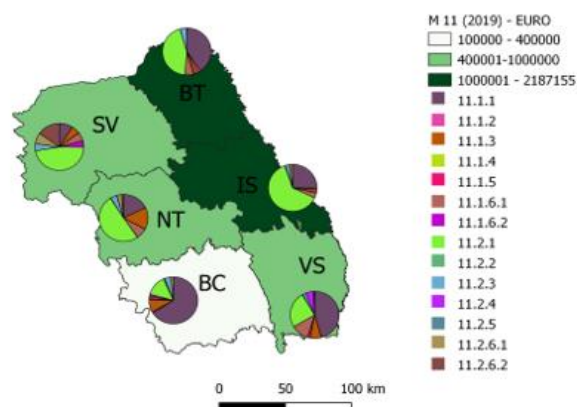 M 11 (2019) - EURO
100000 - 400000
400001-1000000
1000001 - 2187155
11.1.1
11.1.2
11.1.3
11.1.4
11.1.5
11.1.6.1
11.1.6.2
11.2.1
11.2.2
11.2.3
11.2.4
11.2.5
11.2.6.1
11.2.6.2
BT
SV
IS
NT
VS
BC
0 50 100 km